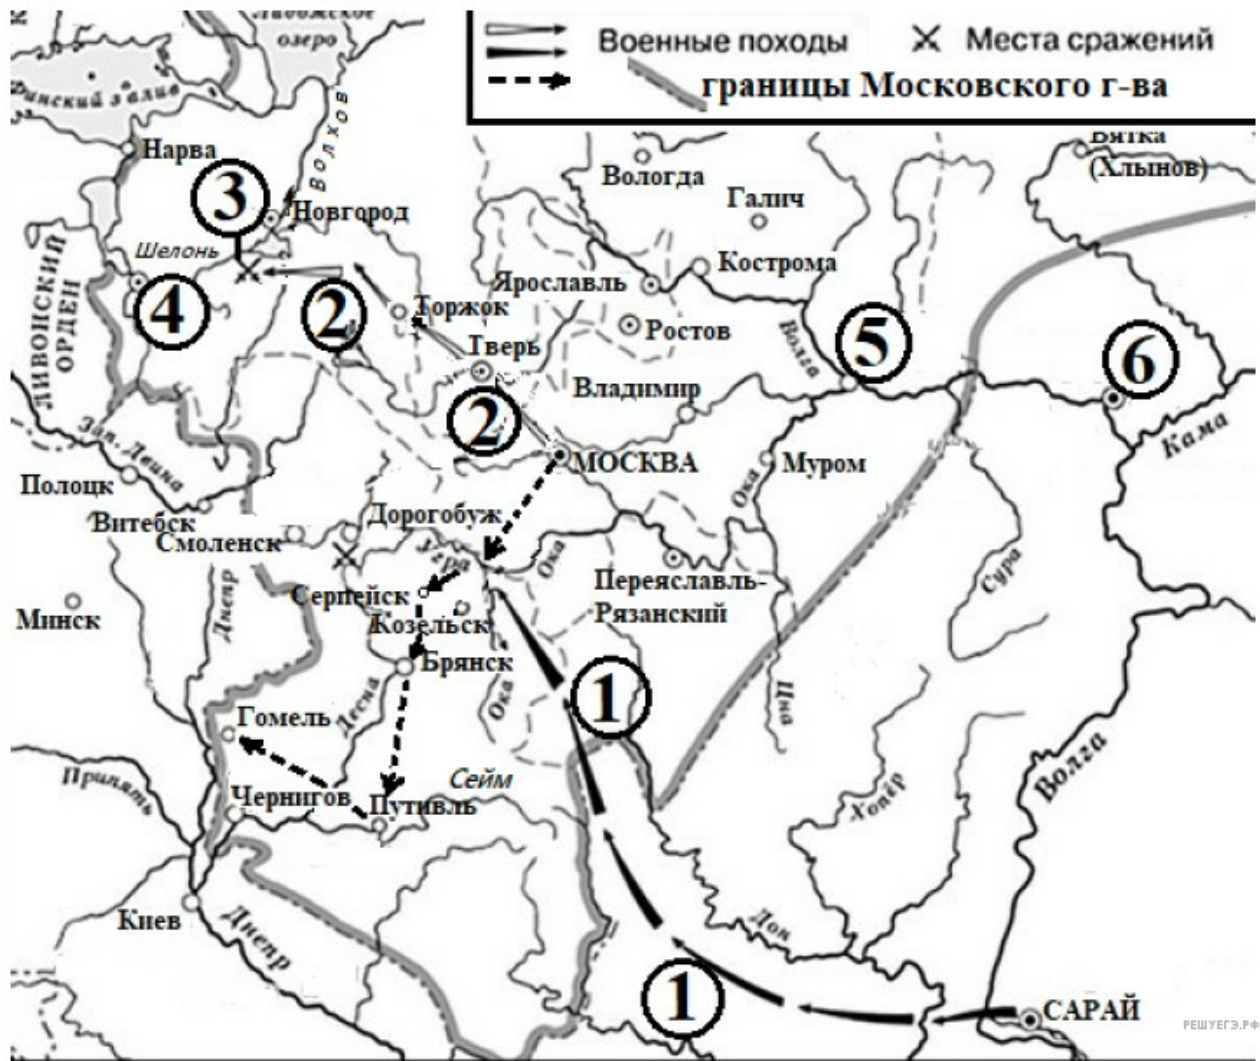 Ладожское
озеро
Военные походы
Места сражений
границы Московского г-ва
Финский залив
Волхов
Нарва
Вятка
(Хлынов)
Вологда
Галич
3
Новгород
Шелонь
Кострома
Ярославль
ЛИВОНСКИЙ
ОРДЕН
4
2
Торжок
Ростов
Волга
5
6
Тверь
Владимир
2
Зап. Двина
Кама
МОСКВА
Муром
Ока
Полоцк
Витебск
Смоленск
Дорогобуж
Угра
Ока
Переяславль-
Рязанский
Сура
Минск
Днепр
Серпейск
Козельск
Брянск
Ока
1
Цна
Гомель
Десна
Сейм
Волга
Припять
Чернигов
Путивль
Хопёр
Киев
Днепр
Дон
1
САРАЙ
РЕШУЕГЭ.РФ